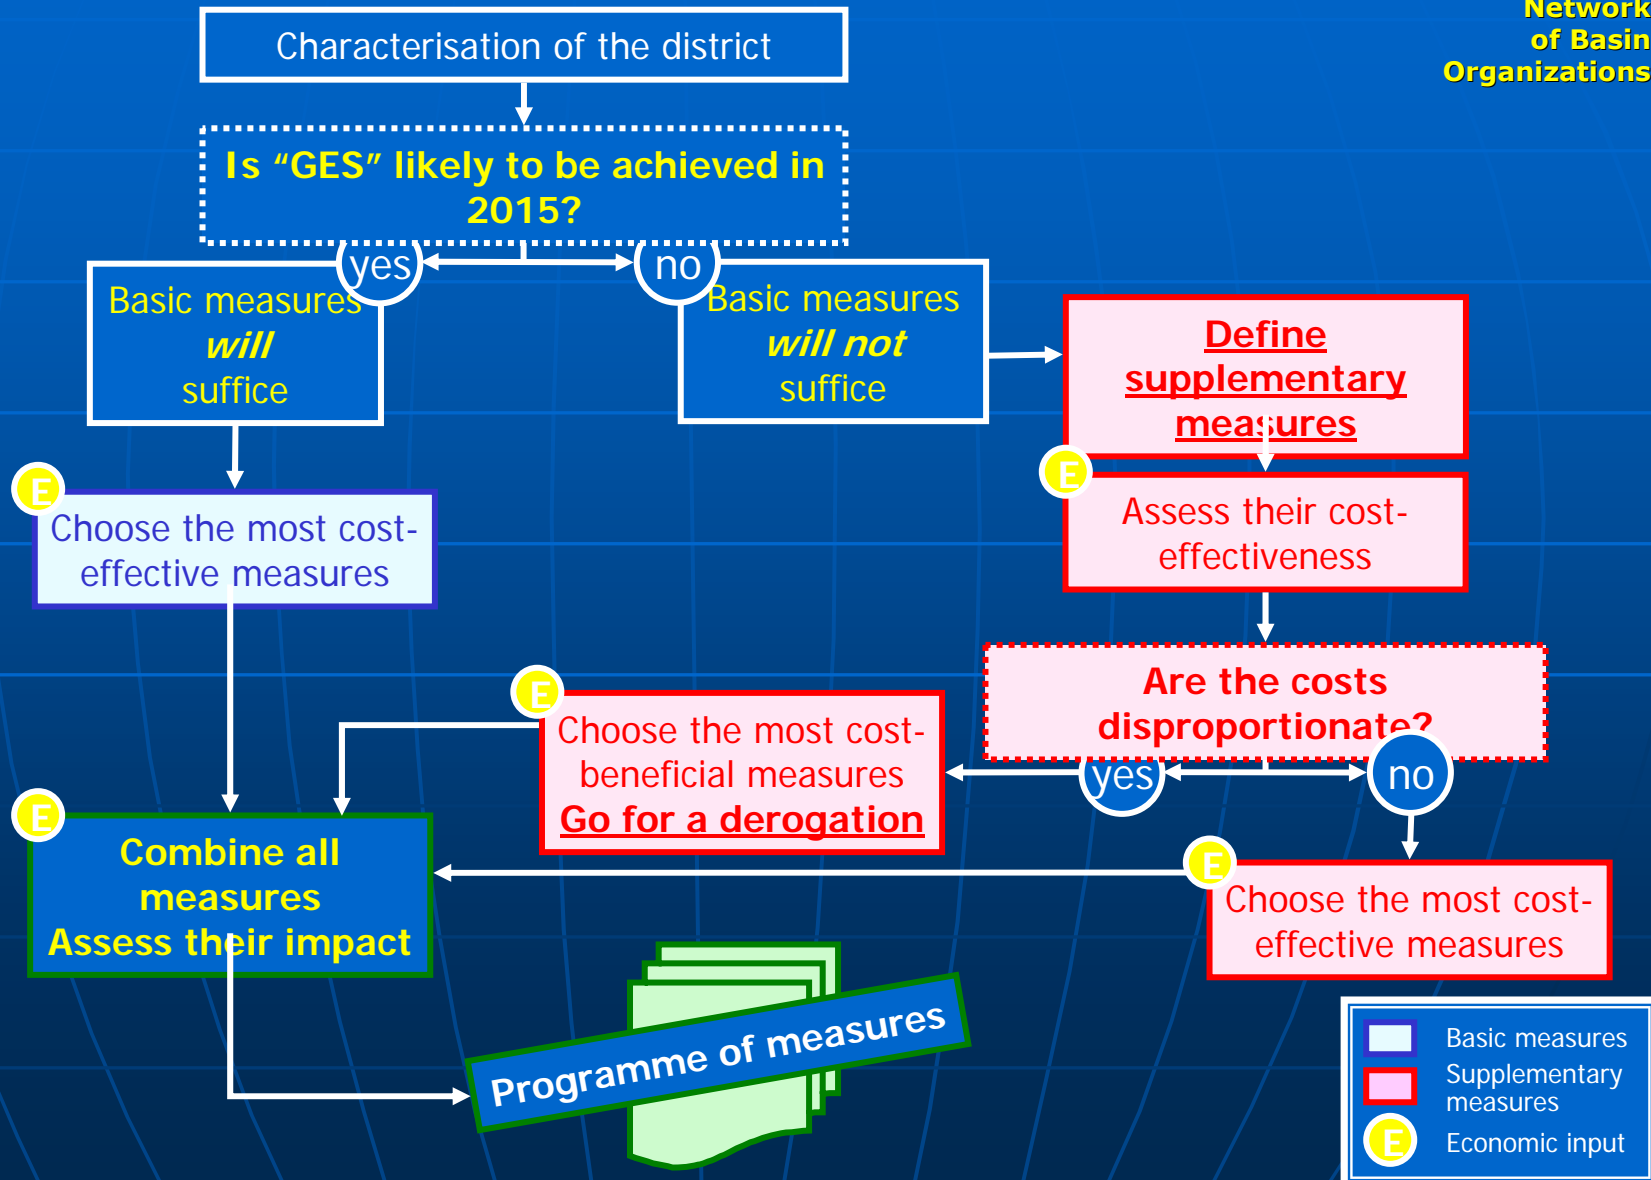 Network
of Basin
Organizations
Characterisation of the district
Is “GES” likely to be achieved in
2015?
yes
no
Basic measures
will
suffice
Basic measures
will not
suffice
Define
supplementary
measures
E
Choose the most cost-
effective measures
E
Assess their cost-
effectiveness
Are the costs
disproportionate?
yes
no
E
Choose the most cost-
beneficial measures
Go for a derogation
E
Combine all
measures
Assess their impact
E
Choose the most cost-
effective measures
Programme of measures
Basic measures
Supplementary
measures
E
Economic input